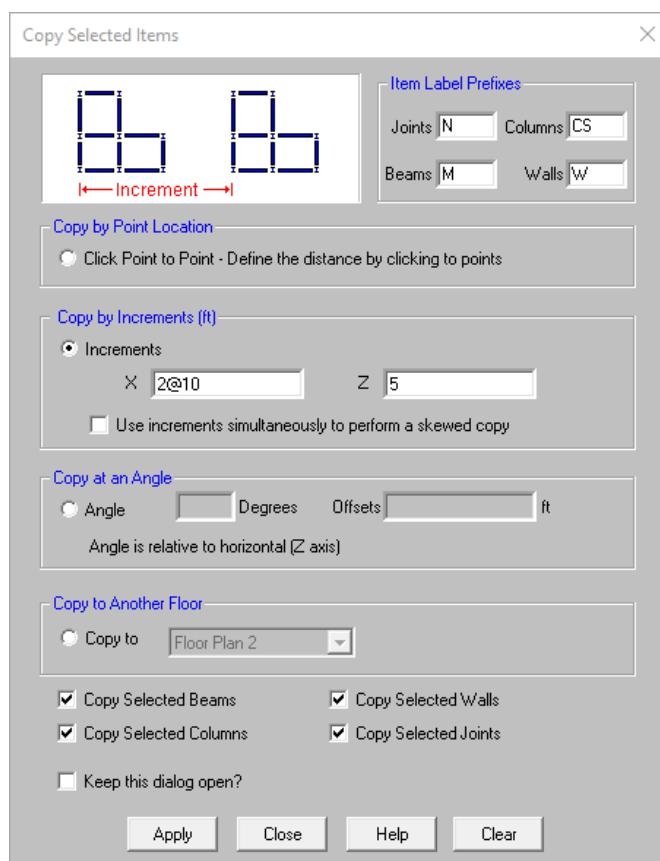 Copy Selected Items
Increment
Item Label Prefixes
Joints N Columns CS
Beams M Walls W
Copy by Point Location
Click Point to Point - Define the distance by clicking to points
Copy by Increments (ft)
Increments
X 2@10 Z 5
Use increments simultaneously to perform a skewed copy
Copy at an Angle
Angle Degrees Offsets ft
Angle is relative to horizontal (Z axis)
Copy to Another Floor
Copy to Floor Plan 2
Copy Selected Beams Copy Selected Walls
Copy Selected Columns Copy Selected Joints
Keep this dialog open?
Apply Close Help Clear